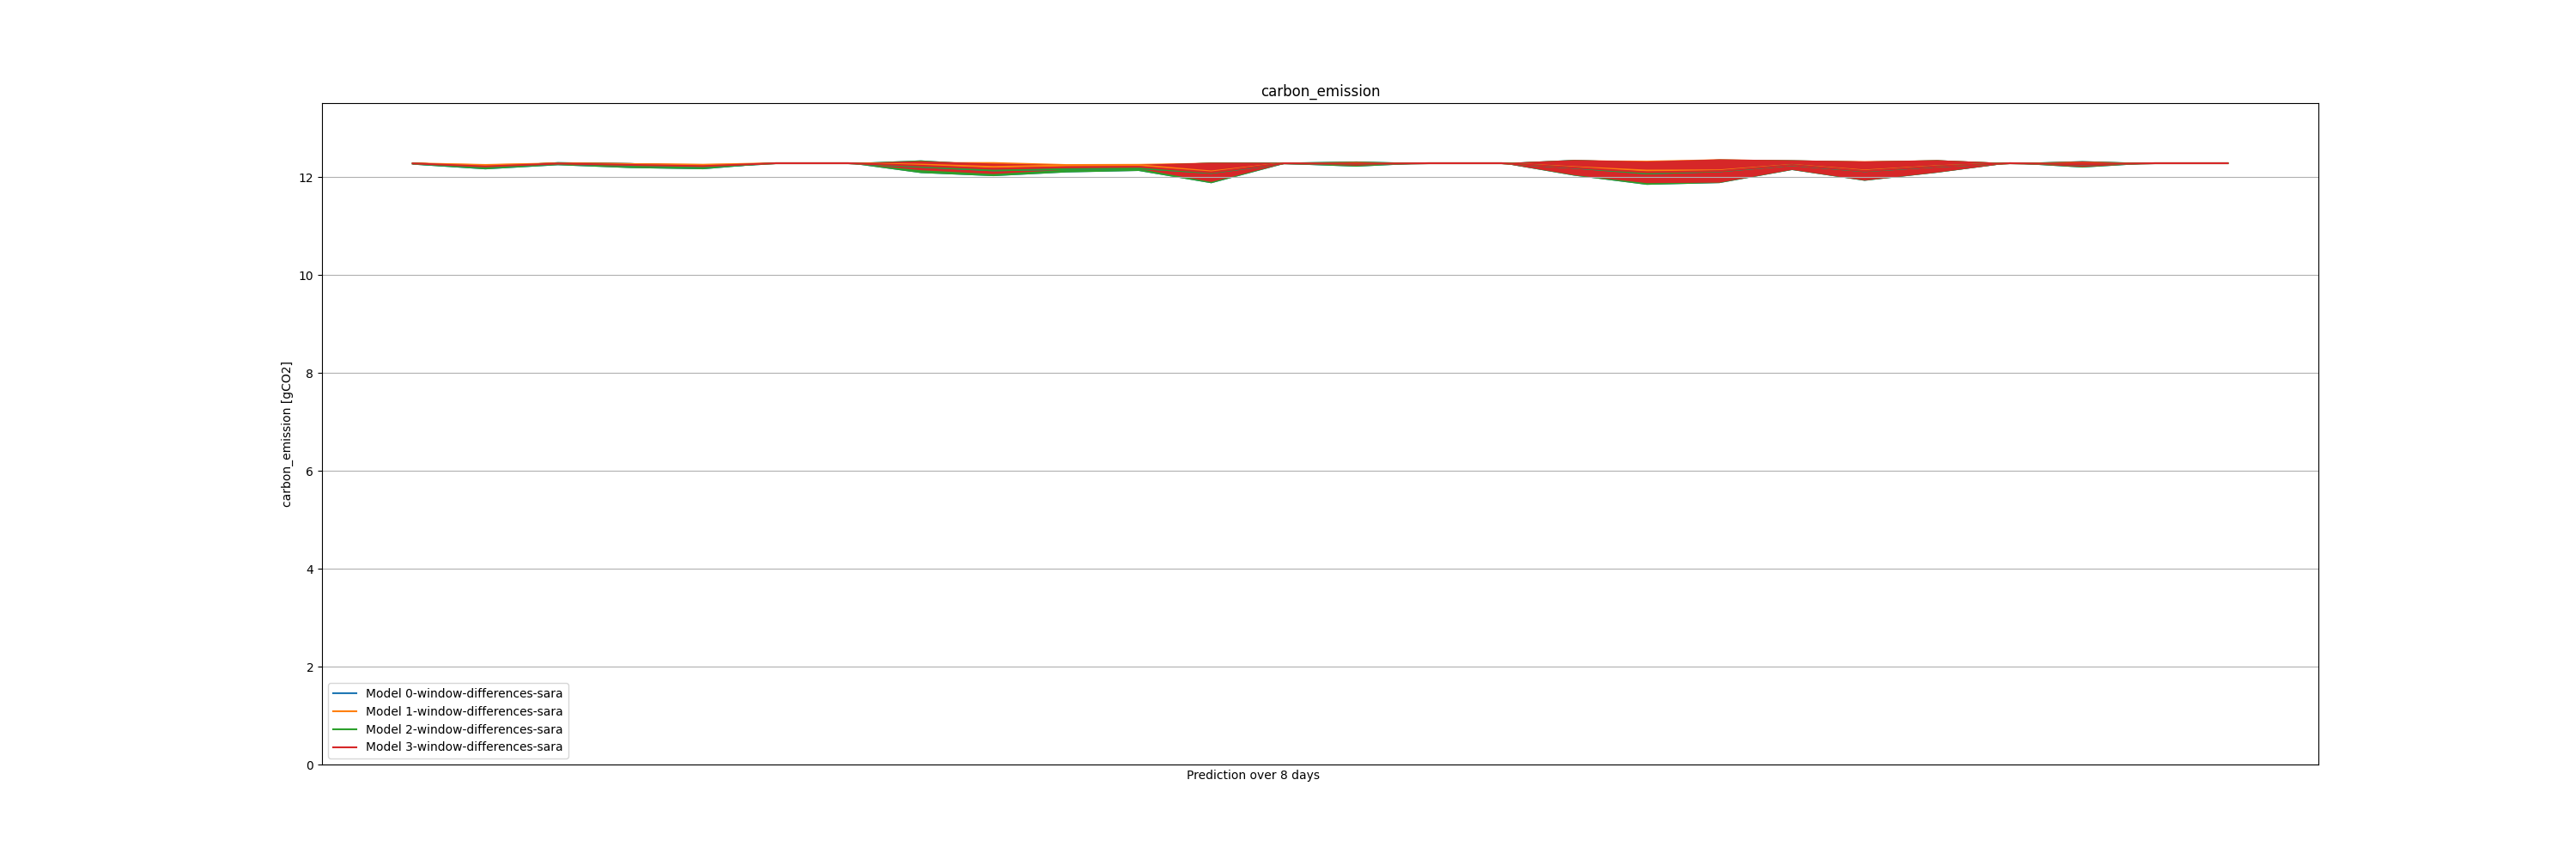 carbon_emission
12
10
8
6
4
2
0
carbon_emission [gCO2]
Model 0-window-differences-sara
Model 1-window-differences-sara
Model 2-window-differences-sara
Model 3-window-differences-sara
Prediction over 8 days